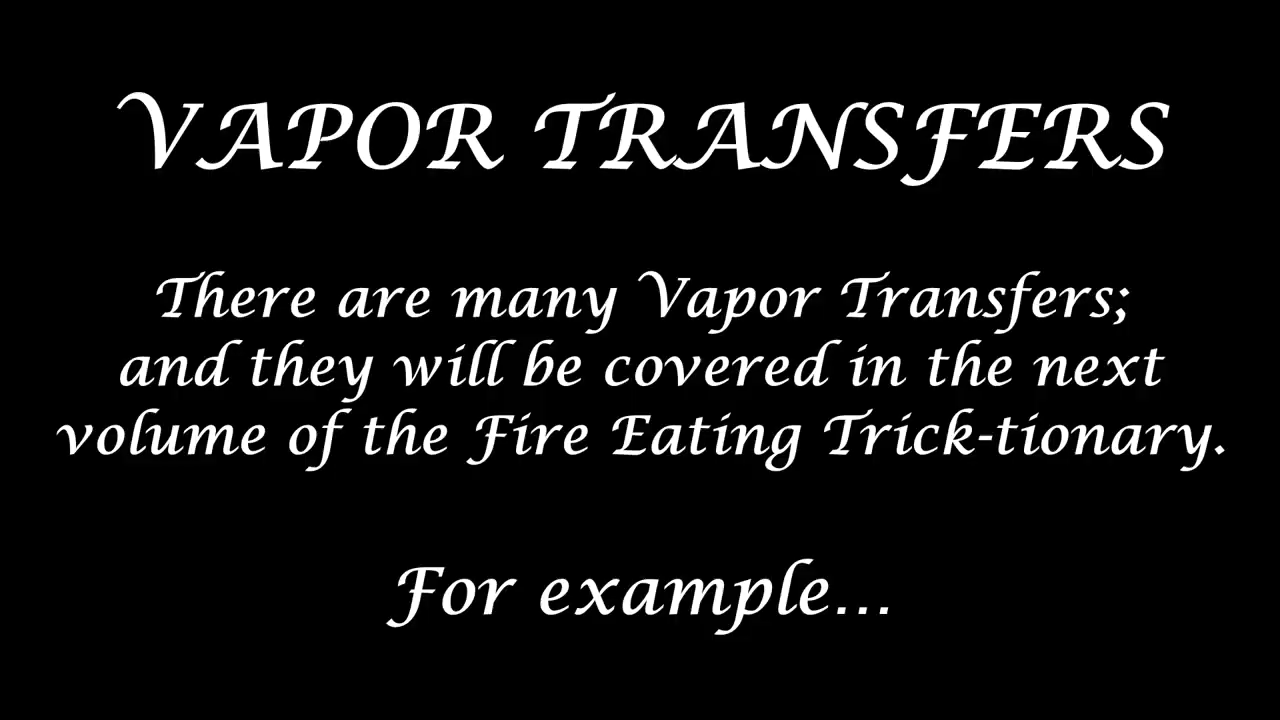 VAPOR TRANSFERS
There are many Vapor Transfers;
and they will be covered in the next
volume of the Fire Eating Trick-tionary.
For example...